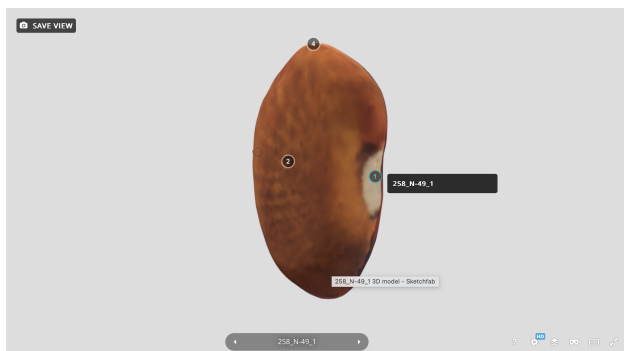 SAVE VIEW
4
2
1
258_N-49_1
258_N-49_1 3D model - Sketchfab
258_N-49_1
?
HD